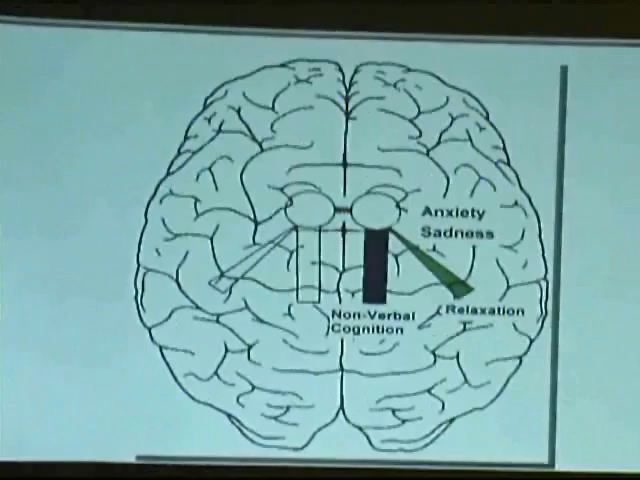 Anxiety
Sadness
Relaxation
Non-Verbal
Cognition